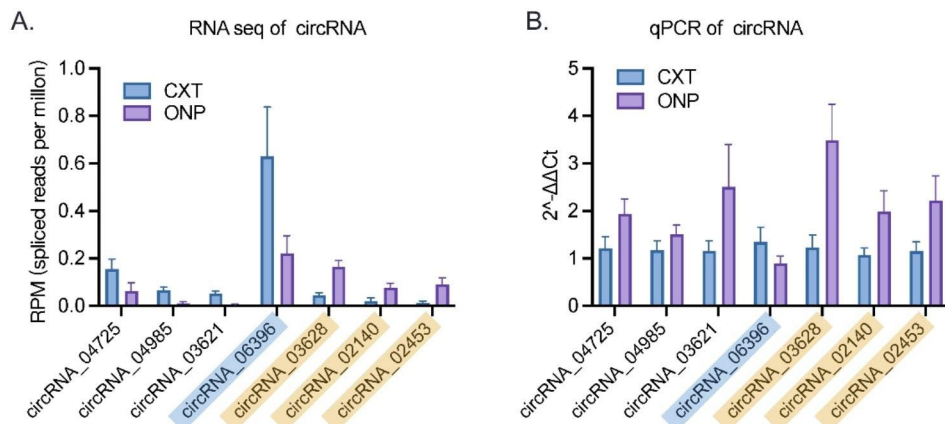 A.
RNA seq of circRNA
RPM (spliced reads per millon)
1.0
0.8
0.6
0.4
0.2
0.0
CXT
ONP
circRNA_04725
circRNA_04985
circRNA_03621
circRNA_06396
circRNA_03628
circRNA_02140
circRNA_02453
B.
qPCR of circRNA
2^-ΔΔCt
5
4
3
2
1
0
CXT
ONP
circRNA_04725
circRNA_04985
circRNA_03621
circRNA_06396
circRNA_03628
circRNA_02140
circRNA_02453